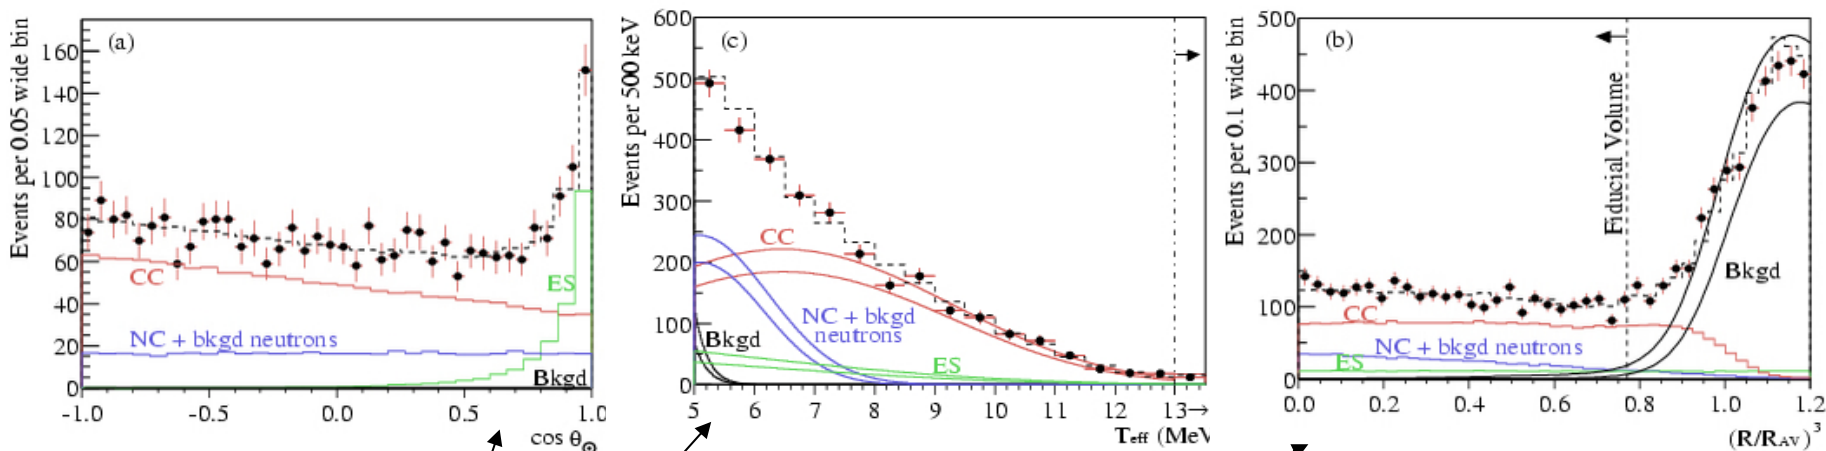 Events per 0.05 wide bin
160
140
120
100
80
60
40
20
0
(a)
CC
ES
NC + bkgd neutrons
Bkgd
-1.0
-0.5
0.0
0.5
1.0
cos θ⊙
Events per 500 keV
600
500
400
300
200
100
0
(c)
CC
NC + bkgd
neutrons
Bkgd
ES
5
6
7
8
9
10
11
12
13→
Teff (MeV
Events per 0.1 wide bin
500
400
300
200
100
0
(b)
Fiducial Volume
Bkgd
CC
NC + bkgd neutrons
ES
0.0
0.2
0.4
0.6
0.8
1.0
1.2
(R/RAV)³